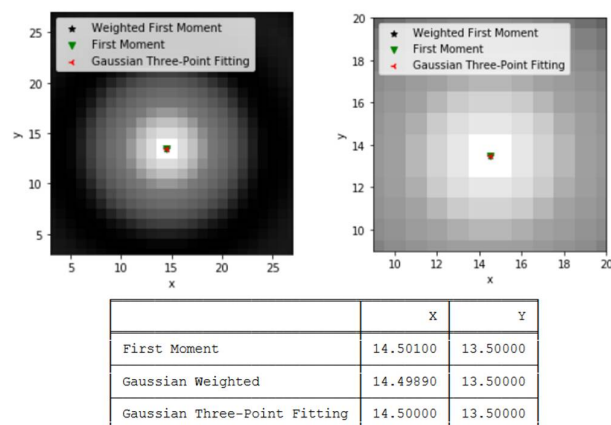 Weighted First Moment
First Moment
Gaussian Three-Point Fitting
25
20
15
10
5
y
5 10 15 20 25
x
Weighted First Moment
First Moment
Gaussian Three-Point Fitting
20
18
16
14
12
10
y
10 12 14 16 18 20
x
X Y
First Moment 14.50100 13.50000
Gaussian Weighted 14.49890 13.50000
Gaussian Three-Point Fitting 14.50000 13.50000